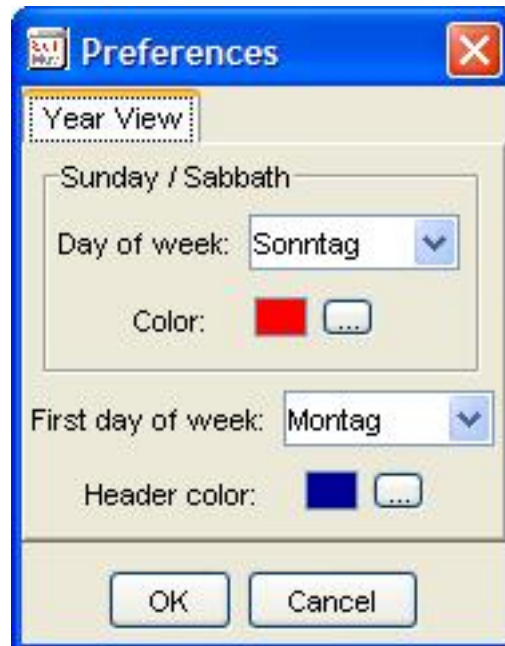 Preferences
Year View
Sunday / Sabbath
Day of week: Sonntag
Color: ...
First day of week: Montag
Header color: ...
OK Cancel